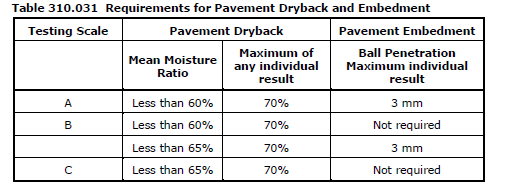 Table 310.031 Requirements for Pavement Dryback and Embedment
Testing Scale Pavement Dryback Pavement Embedment
Mean Moisture Ratio Maximum of any individual result Ball Penetration Maximum individual result
A Less than 60% 70% 3 mm
B Less than 60% 70% Not required
Less than 65% 70% 3 mm
C Less than 65% 70% Not required